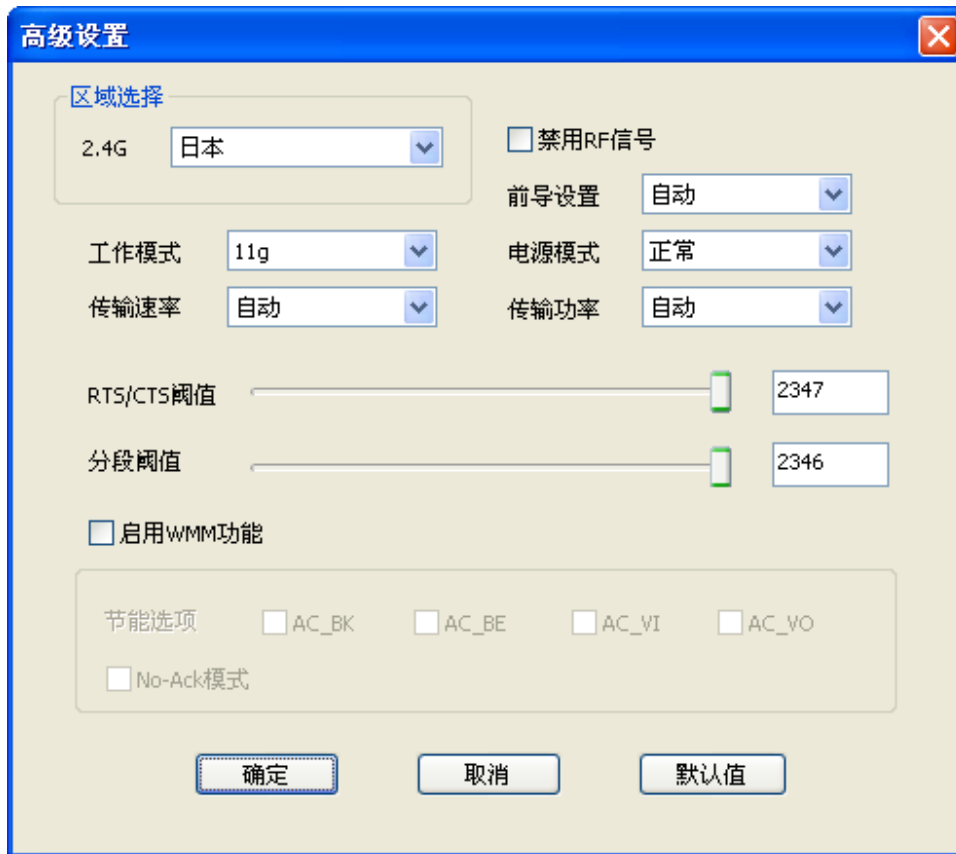 高级设置
区域选择
2.4G 日本
禁用RF信号
前导设置 自动
工作模式 11g
电源模式 正常
传输速率 自动
传输功率 自动
RTS/CTS阈值 2347
分段阈值 2346
启用WMM功能
节能选项 AC_BK AC_BE AC_VI AC_VO
No-Ack模式
确定 取消 默认值